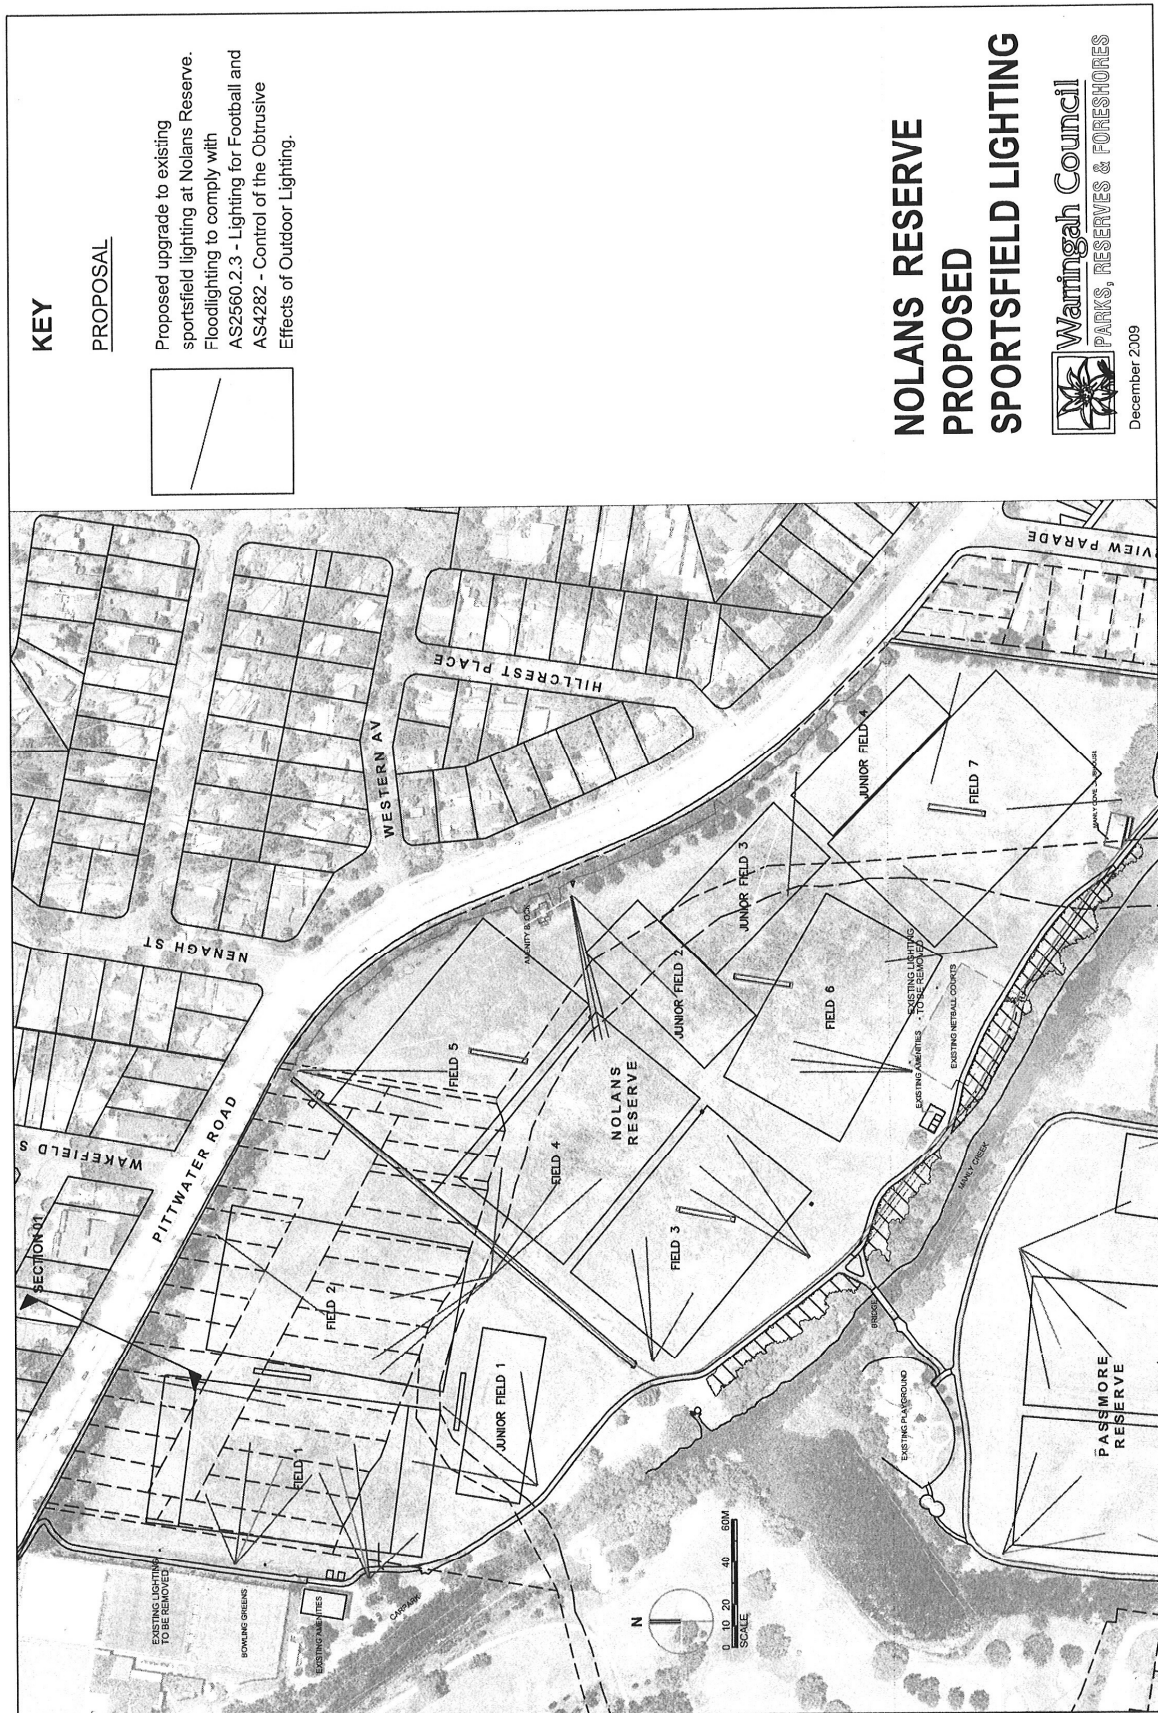 KEY
PROPOSAL
Proposed upgrade to existing
sportsfield lighting at Nolans Reserve.
Floodlighting to comply with
AS2560.2.3 - Lighting for Football and
AS4282 - Control of the Obtrusive
Effects of Outdoor Lighting.
NOLANS RESERVE
PROPOSED
SPORTSFIELD LIGHTING
Warringah Council
PARKS, RESERVES & FORESHORES
December 2009
SECTION 01
WAKEFIELD S
PITTWATER ROAD
NENAGH ST
WESTERN AV
HILLCREST PLACE
VIEW PARADE
EXISTING LIGHTING
TO BE REMOVED
BOWLING GREENS
EXISTING AMENITIES
CARPARK
FIELD 1
FIELD 2
JUNIOR FIELD 1
FIELD 3
FIELD 4
FIELD 5
NOLANS
RESERVE
AMENITY BLOCK
JUNIOR FIELD 2
JUNIOR FIELD 3
FIELD 6
JUNIOR FIELD 4
FIELD 7
EXISTING LIGHTING
- TO BE REMOVED
EXISTING AMENITIES
EXISTING NETBALL COURTS
MANLY CREEK
BRIDGE
EXISTING PLAYGROUND
PASSMORE
RESERVE
N
0 10 20 40 60M
SCALE